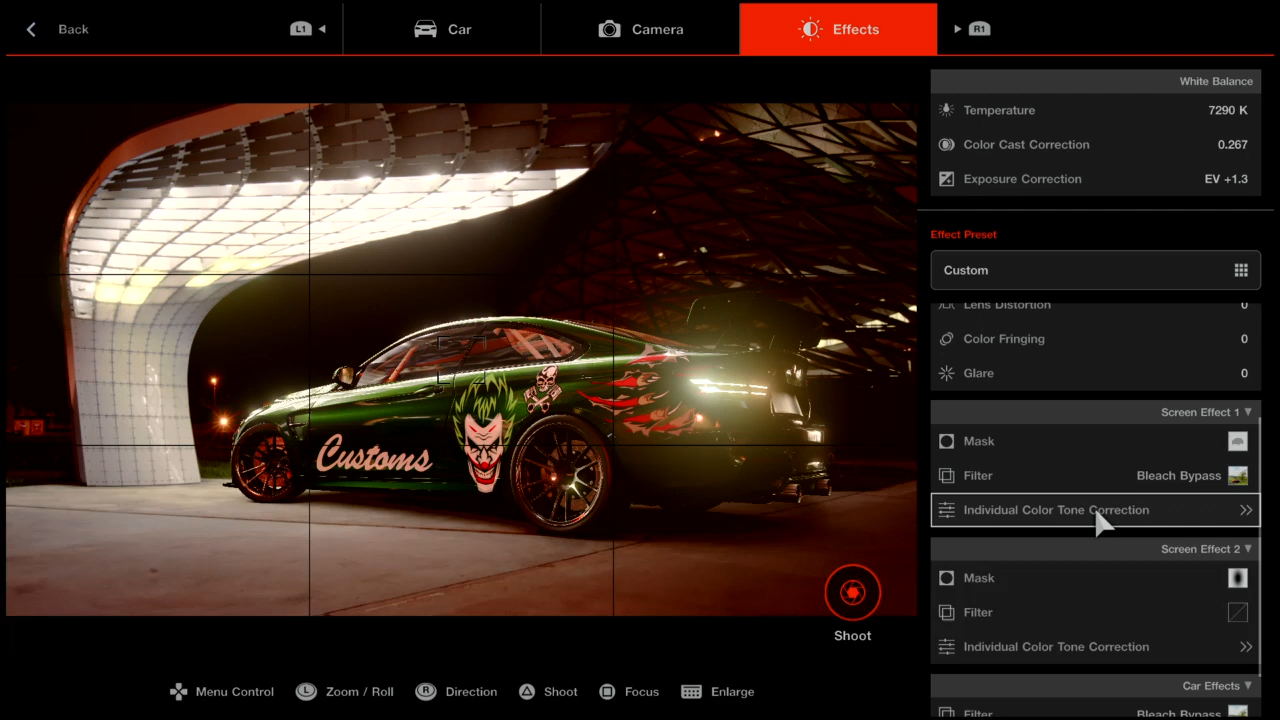 Back
L1
Car
Camera
Effects
R1
White Balance
Temperature 7290 K
Color Cast Correction 0.267
Exposure Correction EV +1.3
Effect Preset
Custom
Lens Distortion 0
Color Fringing 0
Glare 0
Screen Effect 1
Mask
Filter Bleach Bypass
Individual Color Tone Correction
Screen Effect 2
Mask
Filter
Individual Color Tone Correction
Car Effects
Filter Bleach Bypass
Customs
Shoot
Menu Control
L Zoom / Roll
R Direction
Shoot
Focus
Enlarge